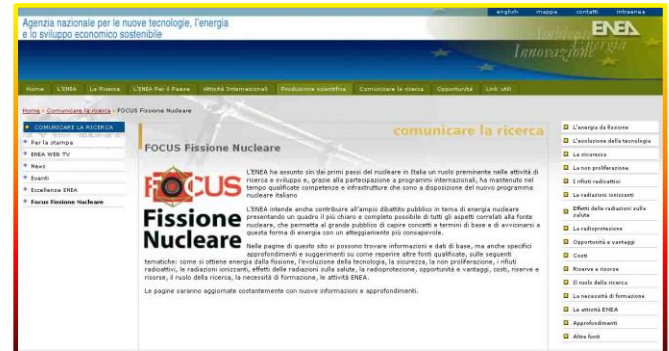 english mappe contatti intraenea
Agenzia nazionale per le nuove tecnologie, l'energia
e lo sviluppo economico sostenibile
ENEA
Home L'ENEA La Ricerca L'ENEA Per il Paese Attività Internazionali Produzione scientifica Comunicare la ricerca Opportunità Link utili
Home > Comunicare la ricerca > FOCUS Fissione Nucleare
COMUNICARE LA RICERCA
Per la stampa
ENEA WEB TV
News
Eventi
Eccellenze ENEA
Focus Fissione Nucleare
comunicare la ricerca
FOCUS Fissione Nucleare
FOCUS
Fissione
Nucleare
L'ENEA ha assunto sin dai primi passi del nucleare in Italia un ruolo preminente nelle attività di
ricerca e sviluppo e, grazie alla partecipazione a programmi internazionali, ha mantenuto nel
tempo qualificate competenze e infrastrutture che sono a disposizione del nuovo programma
nucleare italiano
L'ENEA intende anche contribuire all'ampio dibattito pubblico in tema di energia nucleare
presentando un quadro il più chiaro e completo possibile di tutti gli aspetti correlati alla fonte
nucleare, che permetta al grande pubblico di capire concetti e termini di base e di avvicinarsi a
questa forma di energia con un atteggiamento più consapevole.
Nelle pagine di questo sito si possono trovare informazioni e dati di base, ma anche specifici
approfondimenti e suggerimenti su come reperire altre fonti qualificate, sulle seguenti
tematiche: come si ottiene energia dalla fissione, l'evoluzione della tecnologia, la sicurezza, la non proliferazione, i rifiuti
radioattivi, le radiazioni ionizzanti, effetti delle radiazioni sulla salute, la radioprotezione, opportunità e vantaggi, costi, riserve e
risorse, il ruolo della ricerca, la necessità di formazione, le attività ENEA.
Le pagine saranno aggiornate costantemente con nuove informazioni e approfondimenti.
L'energia da fissione
L'evoluzione della tecnologia
La sicurezza
La non proliferazione
I rifiuti radioattivi
Le radiazioni ionizzanti
Effetti delle radiazioni sulla
salute
La radioprotezione
Opportunità e vantaggi
Costi
Riserve e risorse
Il ruolo della ricerca
La necessità di formazione
Le attività ENEA
Approfondimenti
Altre fonti